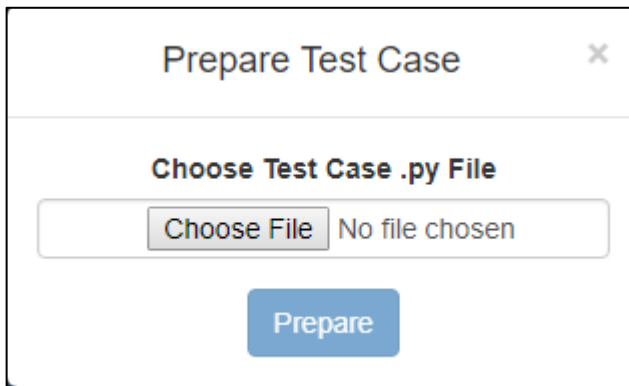 Prepare Test Case ×
Choose Test Case .py File
Choose File No file chosen
Prepare